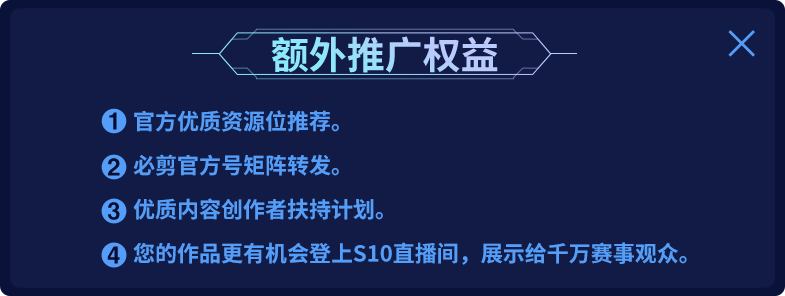 额外推广权益
1 官方优质资源位推荐。
2 必剪官方号矩阵转发。
3 优质内容创作者扶持计划。
4 您的作品更有机会登上S10直播间，展示给千万赛事观众。